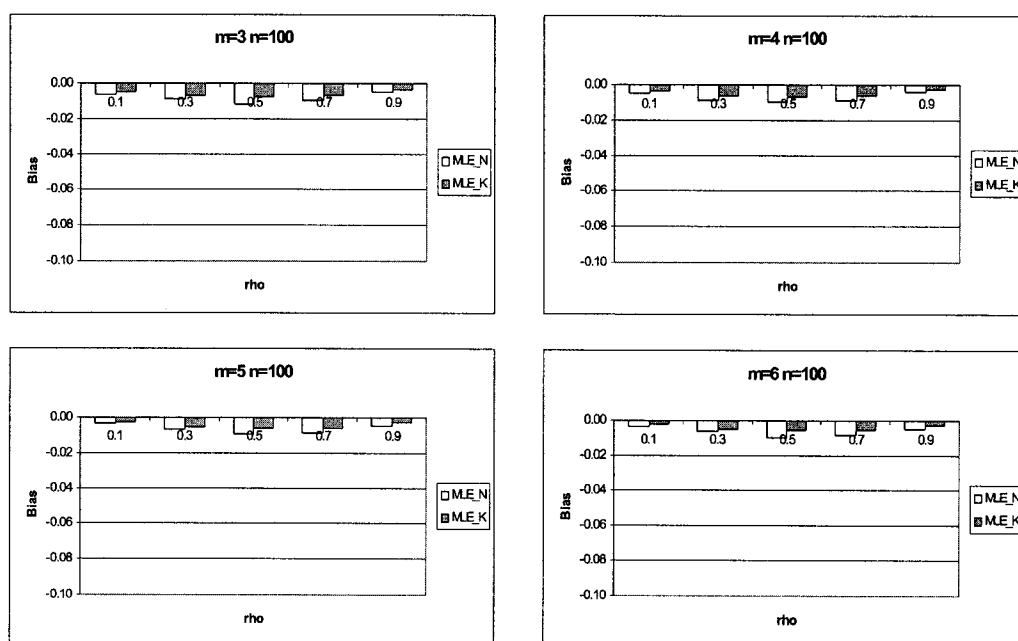 m=3 n=100
0.00
-0.02
-0.04
-0.06
-0.08
-0.10
Bias
0.1 0.3 0.5 0.7 0.9
rho
MLE_N
MLE_K
m=4 n=100
0.00
-0.02
-0.04
-0.06
-0.08
-0.10
Bias
0.1 0.3 0.5 0.7 0.9
rho
MLE_N
MLE_K
m=5 n=100
0.00
-0.02
-0.04
-0.06
-0.08
-0.10
Bias
0.1 0.3 0.5 0.7 0.9
rho
MLE_N
MLE_K
m=6 n=100
0.00
-0.02
-0.04
-0.06
-0.08
-0.10
Bias
0.1 0.3 0.5 0.7 0.9
rho
MLE_N
MLE_K